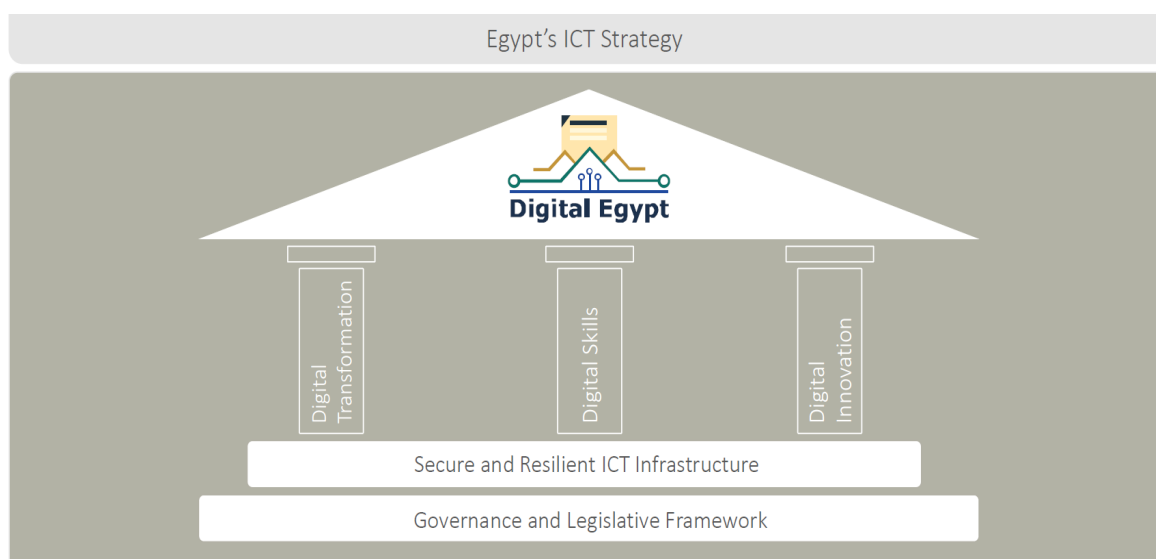 Egypt’s ICT Strategy
Digital Egypt
Digital
Transformation
Digital Skills
Digital
Innovation
Secure and Resilient ICT Infrastructure
Governance and Legislative Framework